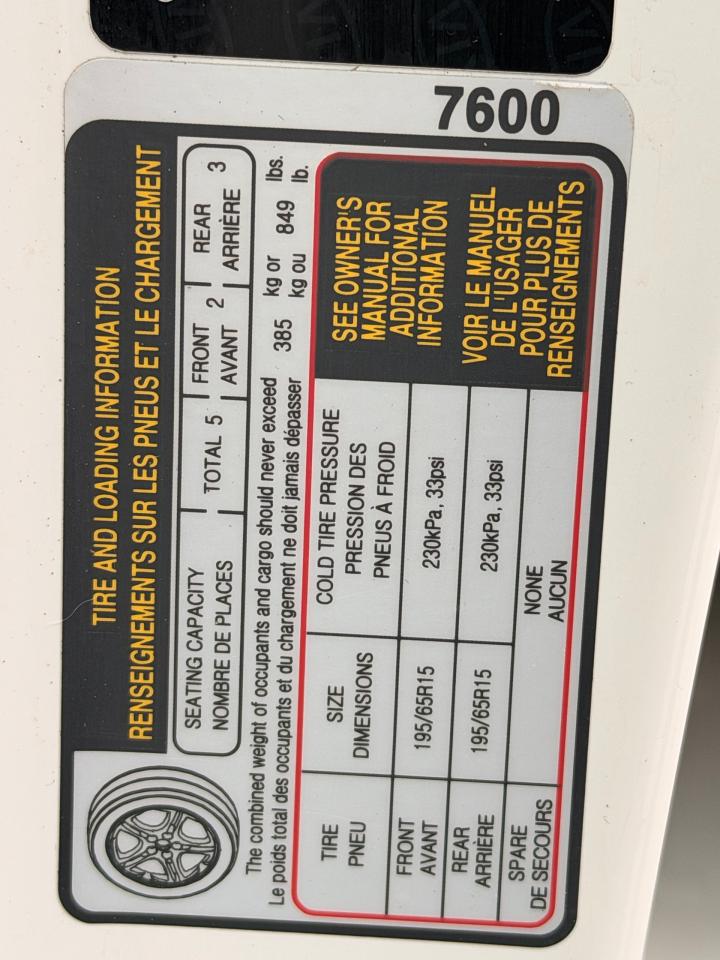 7600
TIRE AND LOADING INFORMATION
RENSEIGNEMENTS SUR LES PNEUS ET LE CHARGEMENT
SEATING CAPACITY
NOMBRE DE PLACES
TOTAL 5
FRONT
AVANT 2
REAR
ARRIÈRE 3
The combined weight of occupants and cargo should never exceed 385 kg or 849 lbs.
Le poids total des occupants et du chargement ne doit jamais dépasser kg ou lb.
TIRE
PNEU
SIZE
DIMENSIONS
COLD TIRE PRESSURE
PRESSION DES
PNEUS À FROID
FRONT
AVANT
195/65R15
230kPa, 33psi
REAR
ARRIÈRE
195/65R15
230kPa, 33psi
SPARE
DE SECOURS
NONE
AUCUN
SEE OWNER'S
MANUAL FOR
ADDITIONAL
INFORMATION
VOIR LE MANUEL
DE L'USAGER
POUR PLUS DE
RENSEIGNEMENTS